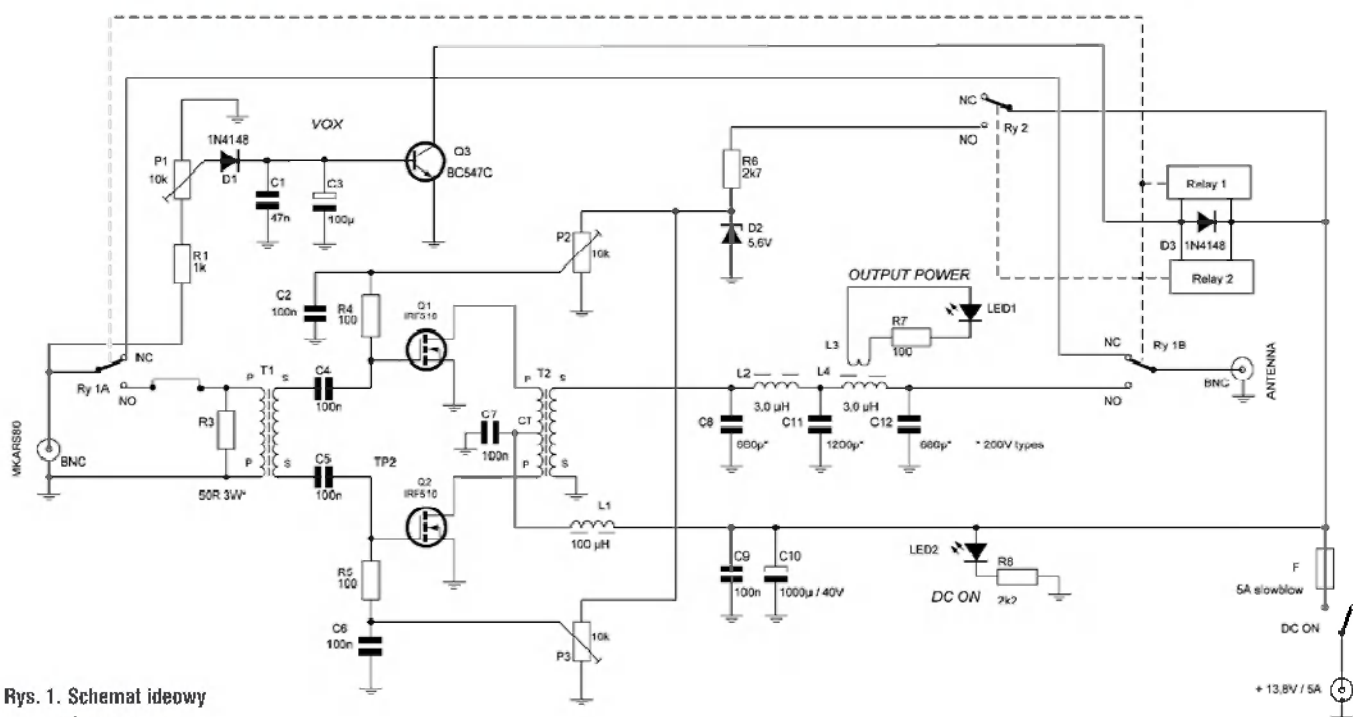 VOX
1N4148
D1
P1
10k
C1
47n
C3
100µ
Q3
BC547C
R1
1k
NC
Ry 2
NO
R6
2k7
D2
5,6V
P2
10k
Relay 1
D3
1N4148
Relay 2
OUTPUT POWER
LED1
R7
100
L3
C2
100n
R4
100
Q1
IRF510
NC
Ry 1A
NO
T1
P
S
P
S
R3
50R 3W*
C4
100n
C5
100n
TP2
Q2
IRF510
C7
100n
T2
P
S
CT
P
S
L2
3,0 µH
L4
3,0 µH
C8
680p*
C11
1200p*
C12
680p*
* 200V types
NC
Ry 1B
NO
BNC
ANTENNA
MKARS80
BNC
L1
100 µH
R5
100
C6
100n
10k
P3
C9
100n
C10
1000µ / 40V
LED2
R8
2k2
DC ON
F
5A slowblow
DC ON
+ 13,8V / 5A
Rys. 1. Schemat ideowy